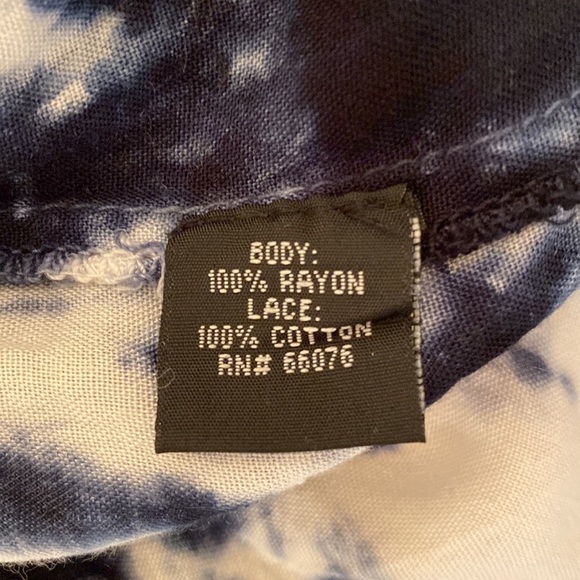 BODY:
100% RAYON
LACE:
100% COTTON
RN# 66076